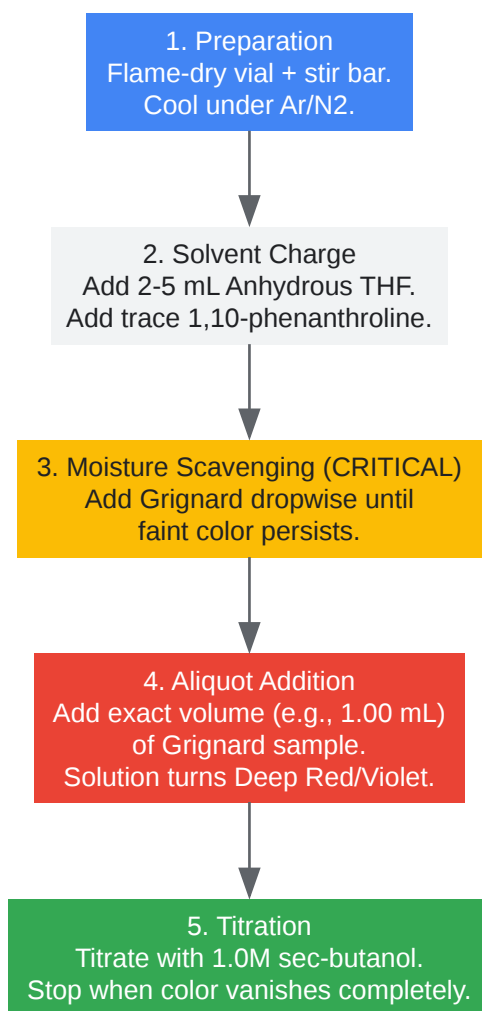 1. Preparation
Flame-dry vial + stir bar.
Cool under Ar/N2.
2. Solvent Charge
Add 2-5 mL Anhydrous THF.
Add trace 1,10-phenanthroline.
3. Moisture Scavenging (CRITICAL)
Add Grignard dropwise until
faint color persists.
4. Aliquot Addition
Add exact volume (e.g., 1.00 mL)
of Grignard sample.
Solution turns Deep Red/Violet.
5. Titration
Titrate with 1.0M sec-butanol.
Stop when color vanishes completely.